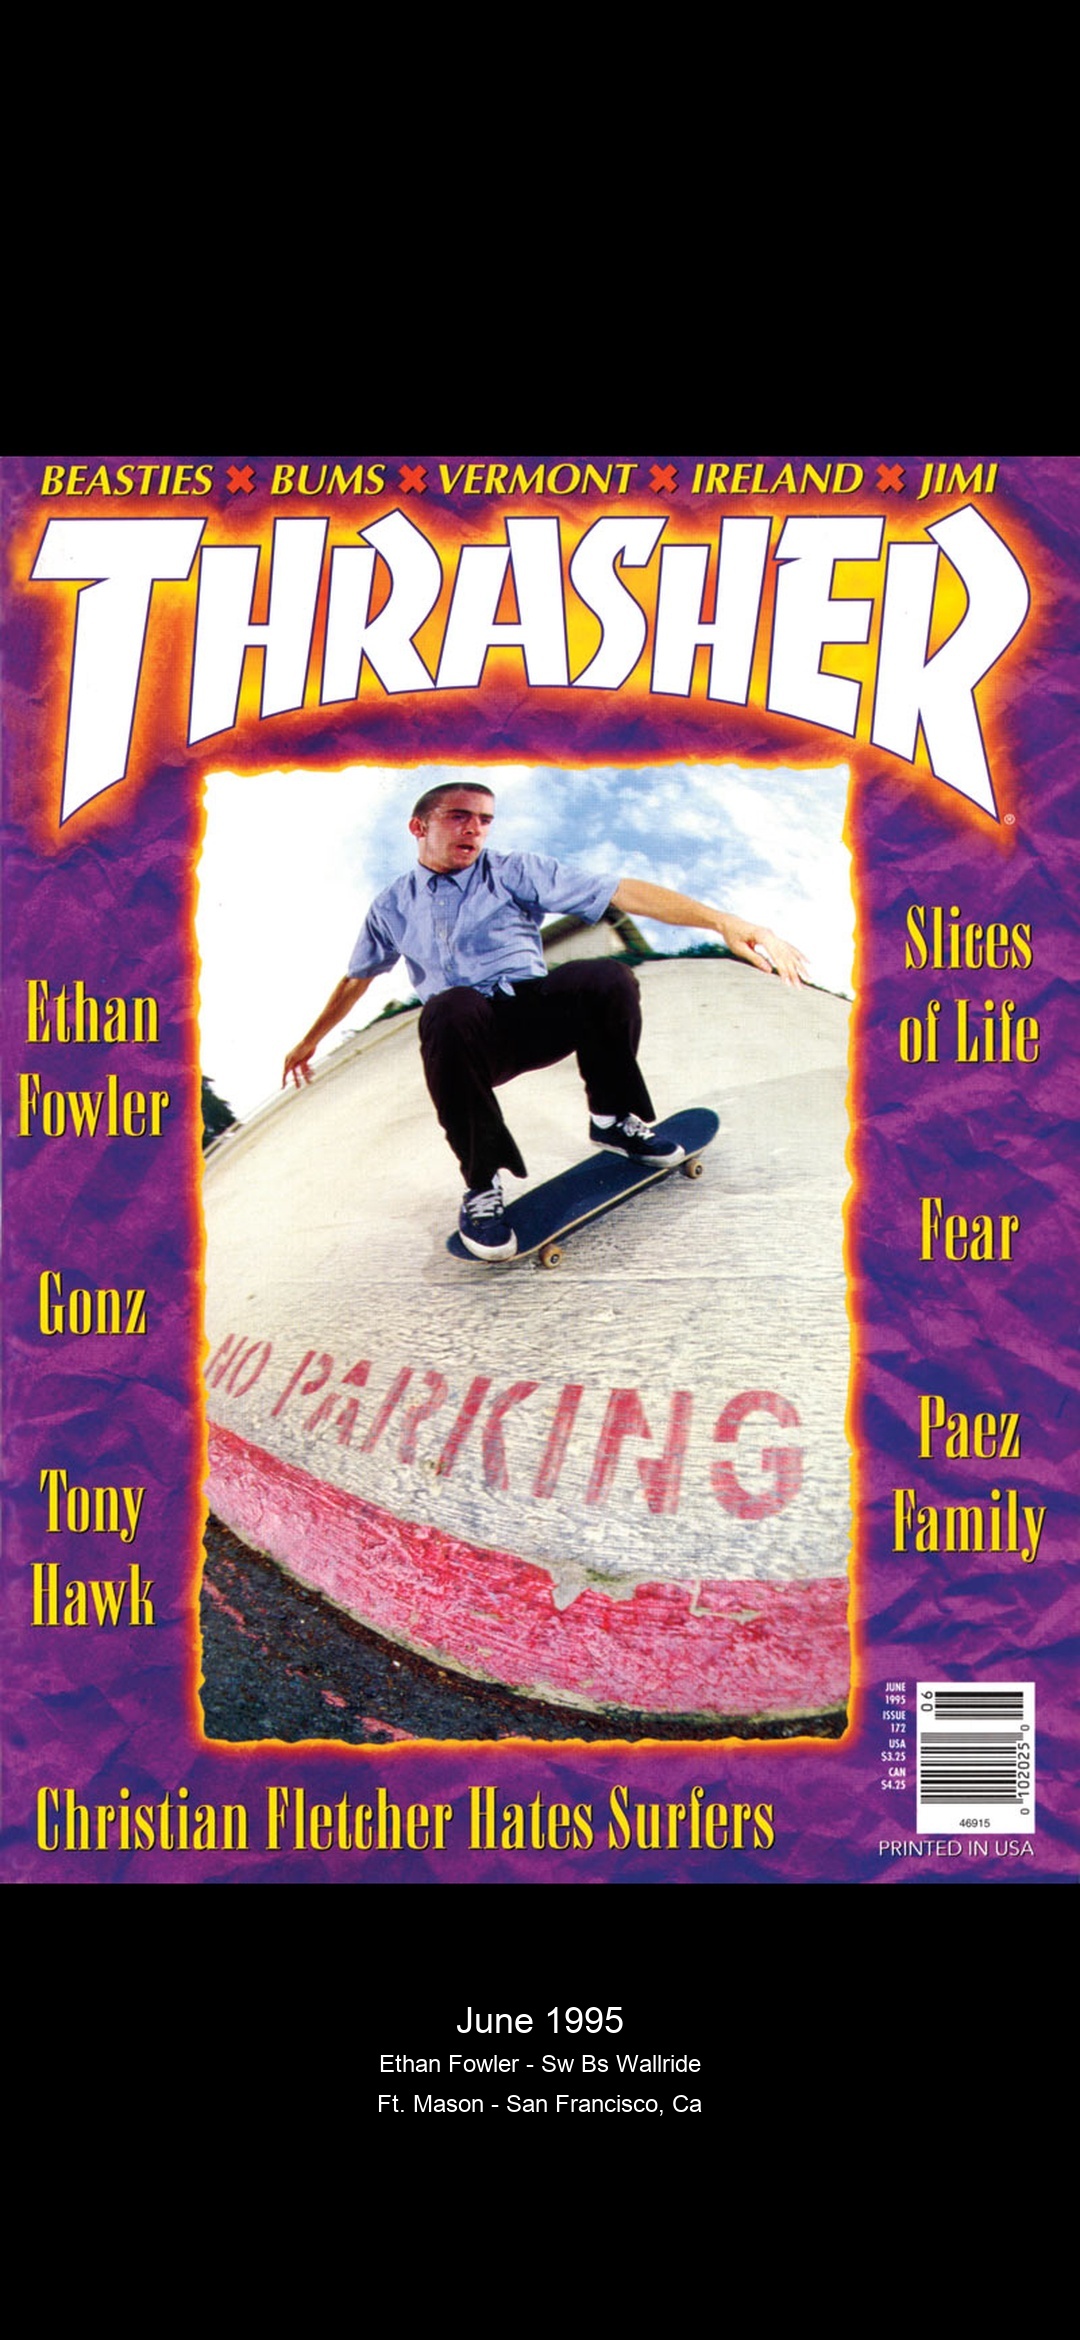 BEASTIES ✖ BUMS ✖ VERMONT ✖ IRELAND ✖ JIMI
THRASHER
®
Ethan
Fowler
Gonz
Tony
Hawk
Slices
of Life
Fear
Paez
Family
NO PARKING
Christian Fletcher Hates Surfers
JUNE
1995
ISSUE
172
USA
$3.25
CAN
$4.25
06
0 102025 0
46915
PRINTED IN USA
June 1995
Ethan Fowler - Sw Bs Wallride
Ft. Mason - San Francisco, Ca